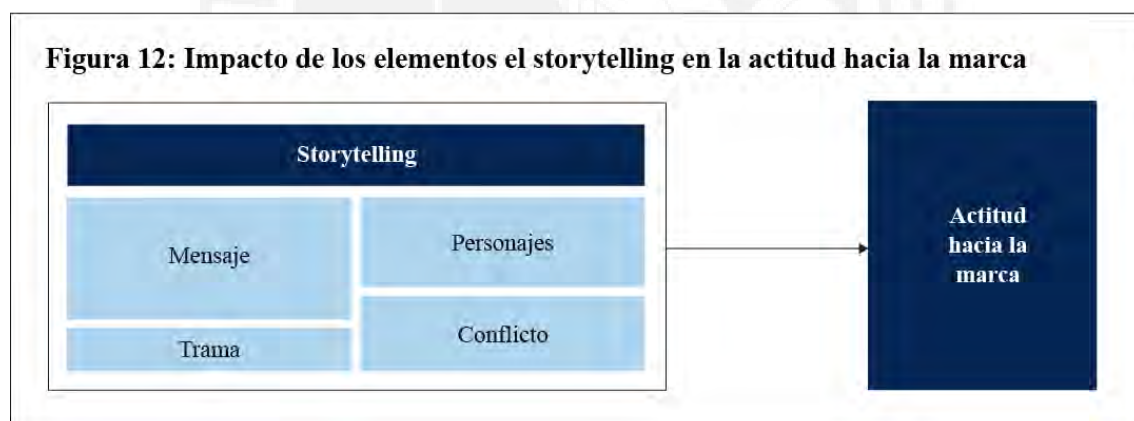 Figura 12: Impacto de los elementos el storytelling en la actitud hacia la marca
Storytelling
Mensaje
Personajes
Trama
Conflicto
Actitud
hacia la
marca